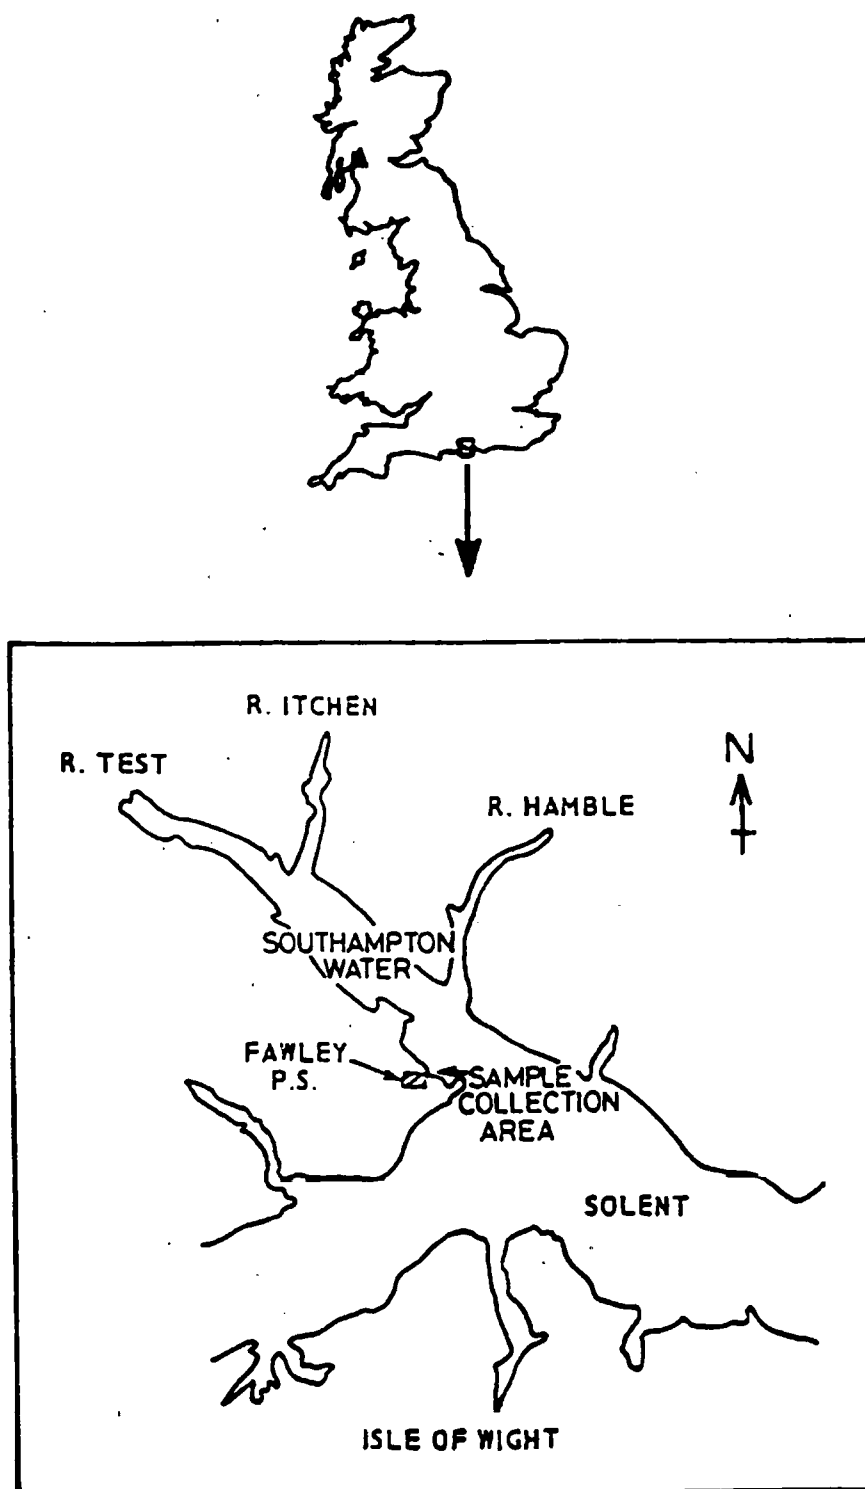 R. ITCHEN
R. TEST
N
R. HAMBLE
SOUTHAMPTON
WATER
FAWLEY
P.S.
SAMPLE
COLLECTION
AREA
SOLENT
ISLE OF WIGHT